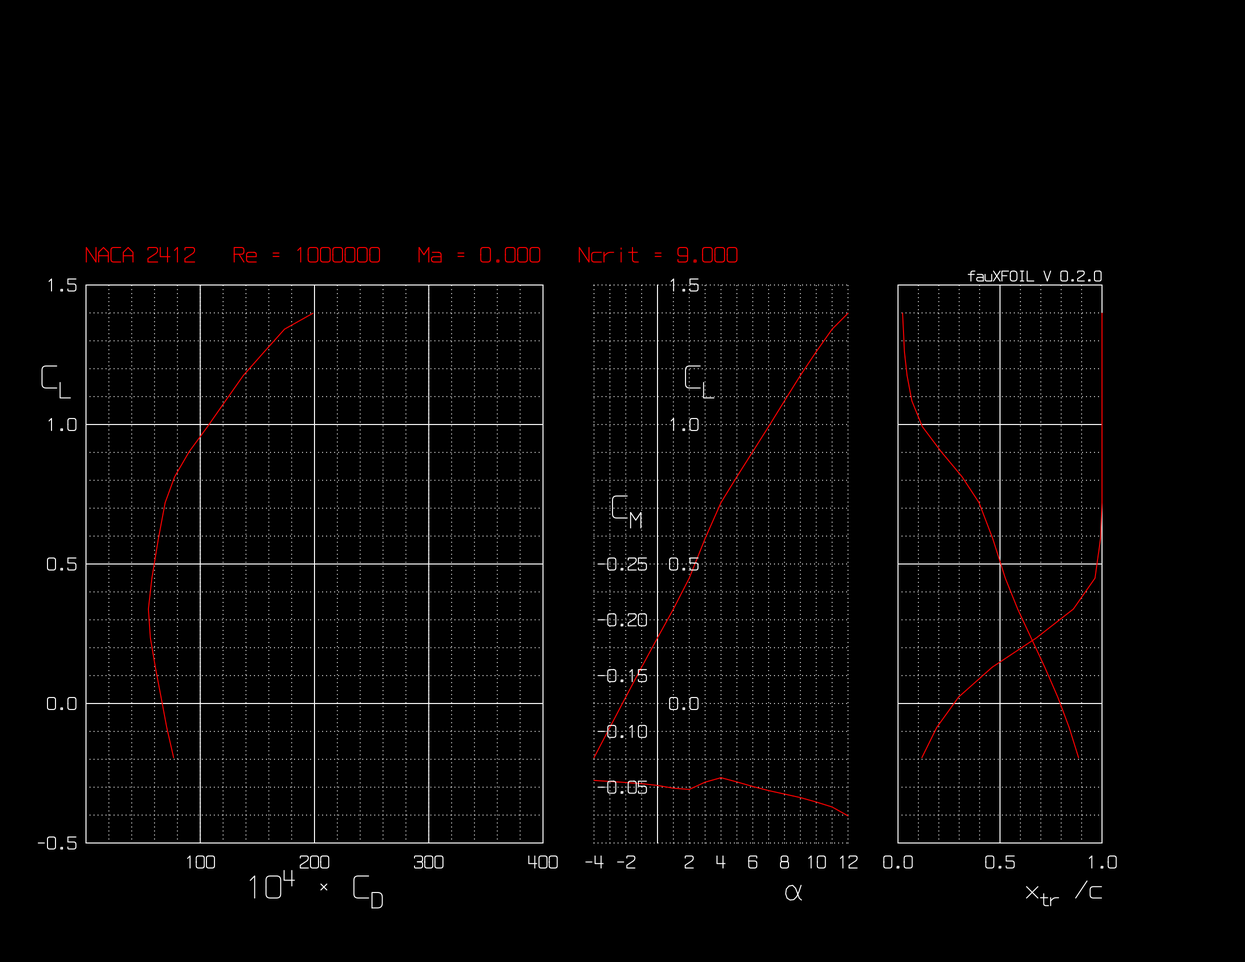 NACA 2412 Re = 1000000 Ma = 0.000 Ncrit = 9.000
fauXFOIL V 0.2.0
1.5 1.5
CL CL
1.0 1.0
CM
0.5 -0.25 0.5
-0.20
-0.15
0.0 0.0
-0.10
-0.05
-0.5
100 200 300 400 -4 -2 2 4 6 8 10 12 0.0 0.5 1.0
10⁴ × CD α xtr /c